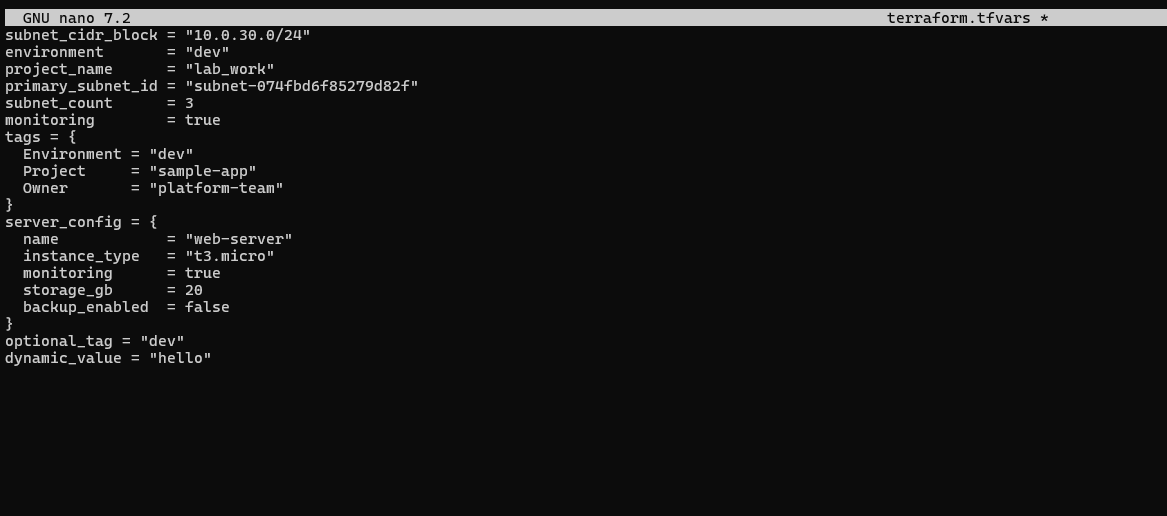 GNU nano 7.2 terraform.tfvars *
subnet_cidr_block = "10.0.30.0/24"
environment       = "dev"
project_name      = "lab_work"
primary_subnet_id = "subnet-074fbd6f85279d82f"
subnet_count      = 3
monitoring        = true
tags = {
  Environment = "dev"
  Project     = "sample-app"
  Owner       = "platform-team"
}
server_config = {
  name            = "web-server"
  instance_type   = "t3.micro"
  monitoring      = true
  storage_gb      = 20
  backup_enabled  = false
}
optional_tag = "dev"
dynamic_value = "hello"